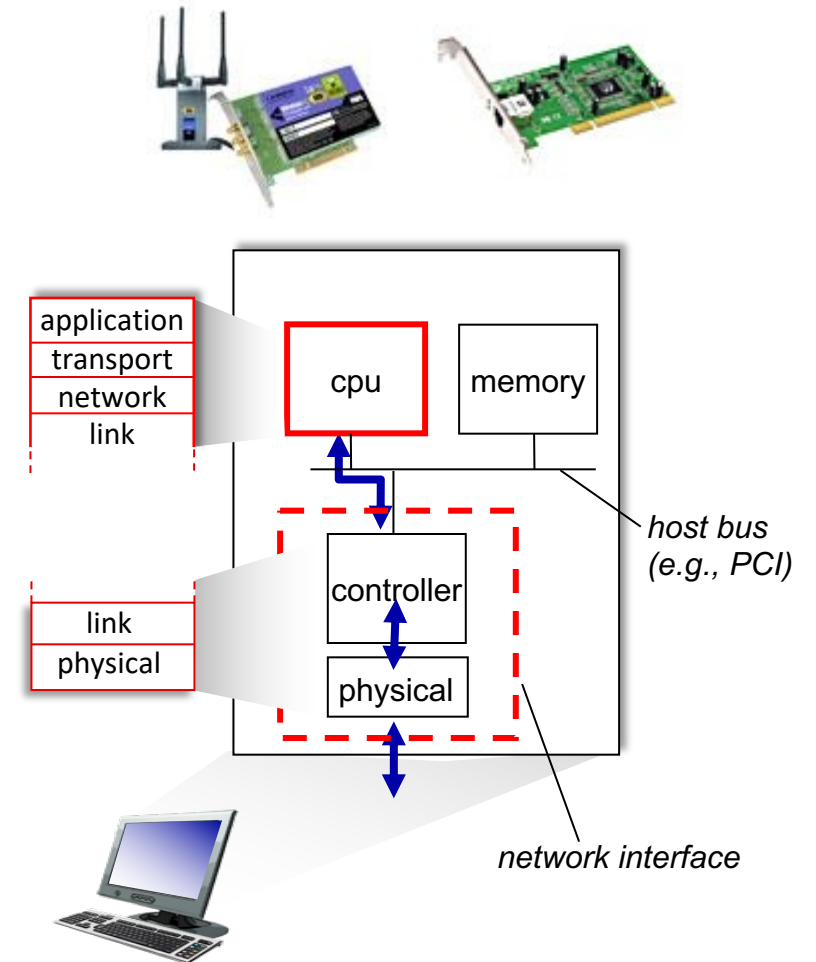 application
transport
network
link
cpu
memory
host bus
(e.g., PCI)
controller
link
physical
physical
network interface